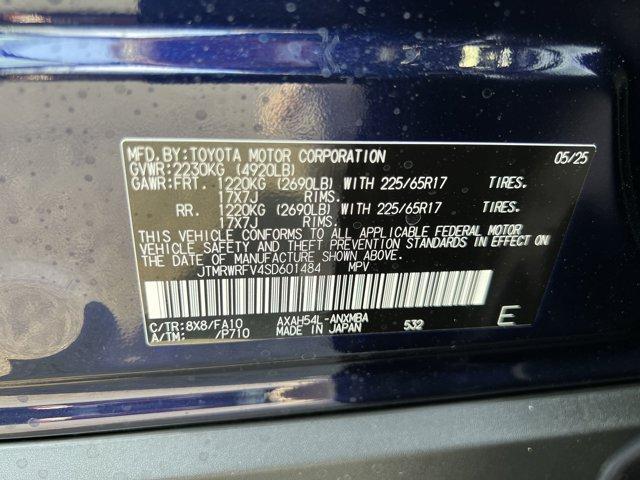 MFD.BY:TOYOTA MOTOR CORPORATION 05/25
GVWR:2230KG (4920LB)
GAWR:FRT. 1220KG (2690LB) WITH 225/65R17 TIRES.
17X7J RIMS.
RR. 1220KG (2690LB) WITH 225/65R17 TIRES.
17X7J RIMS.
THIS VEHICLE CONFORMS TO ALL APPLICABLE FEDERAL MOTOR
VEHICLE SAFETY AND THEFT PREVENTION STANDARDS IN EFFECT ON
THE DATE OF MANUFACTURE SHOWN ABOVE.
JTMRWRFV4SD601484 MPV
C/TR:8X8/FA10 AXAH54L-ANXMBA
A/TM: /P710 MADE IN JAPAN 532 E